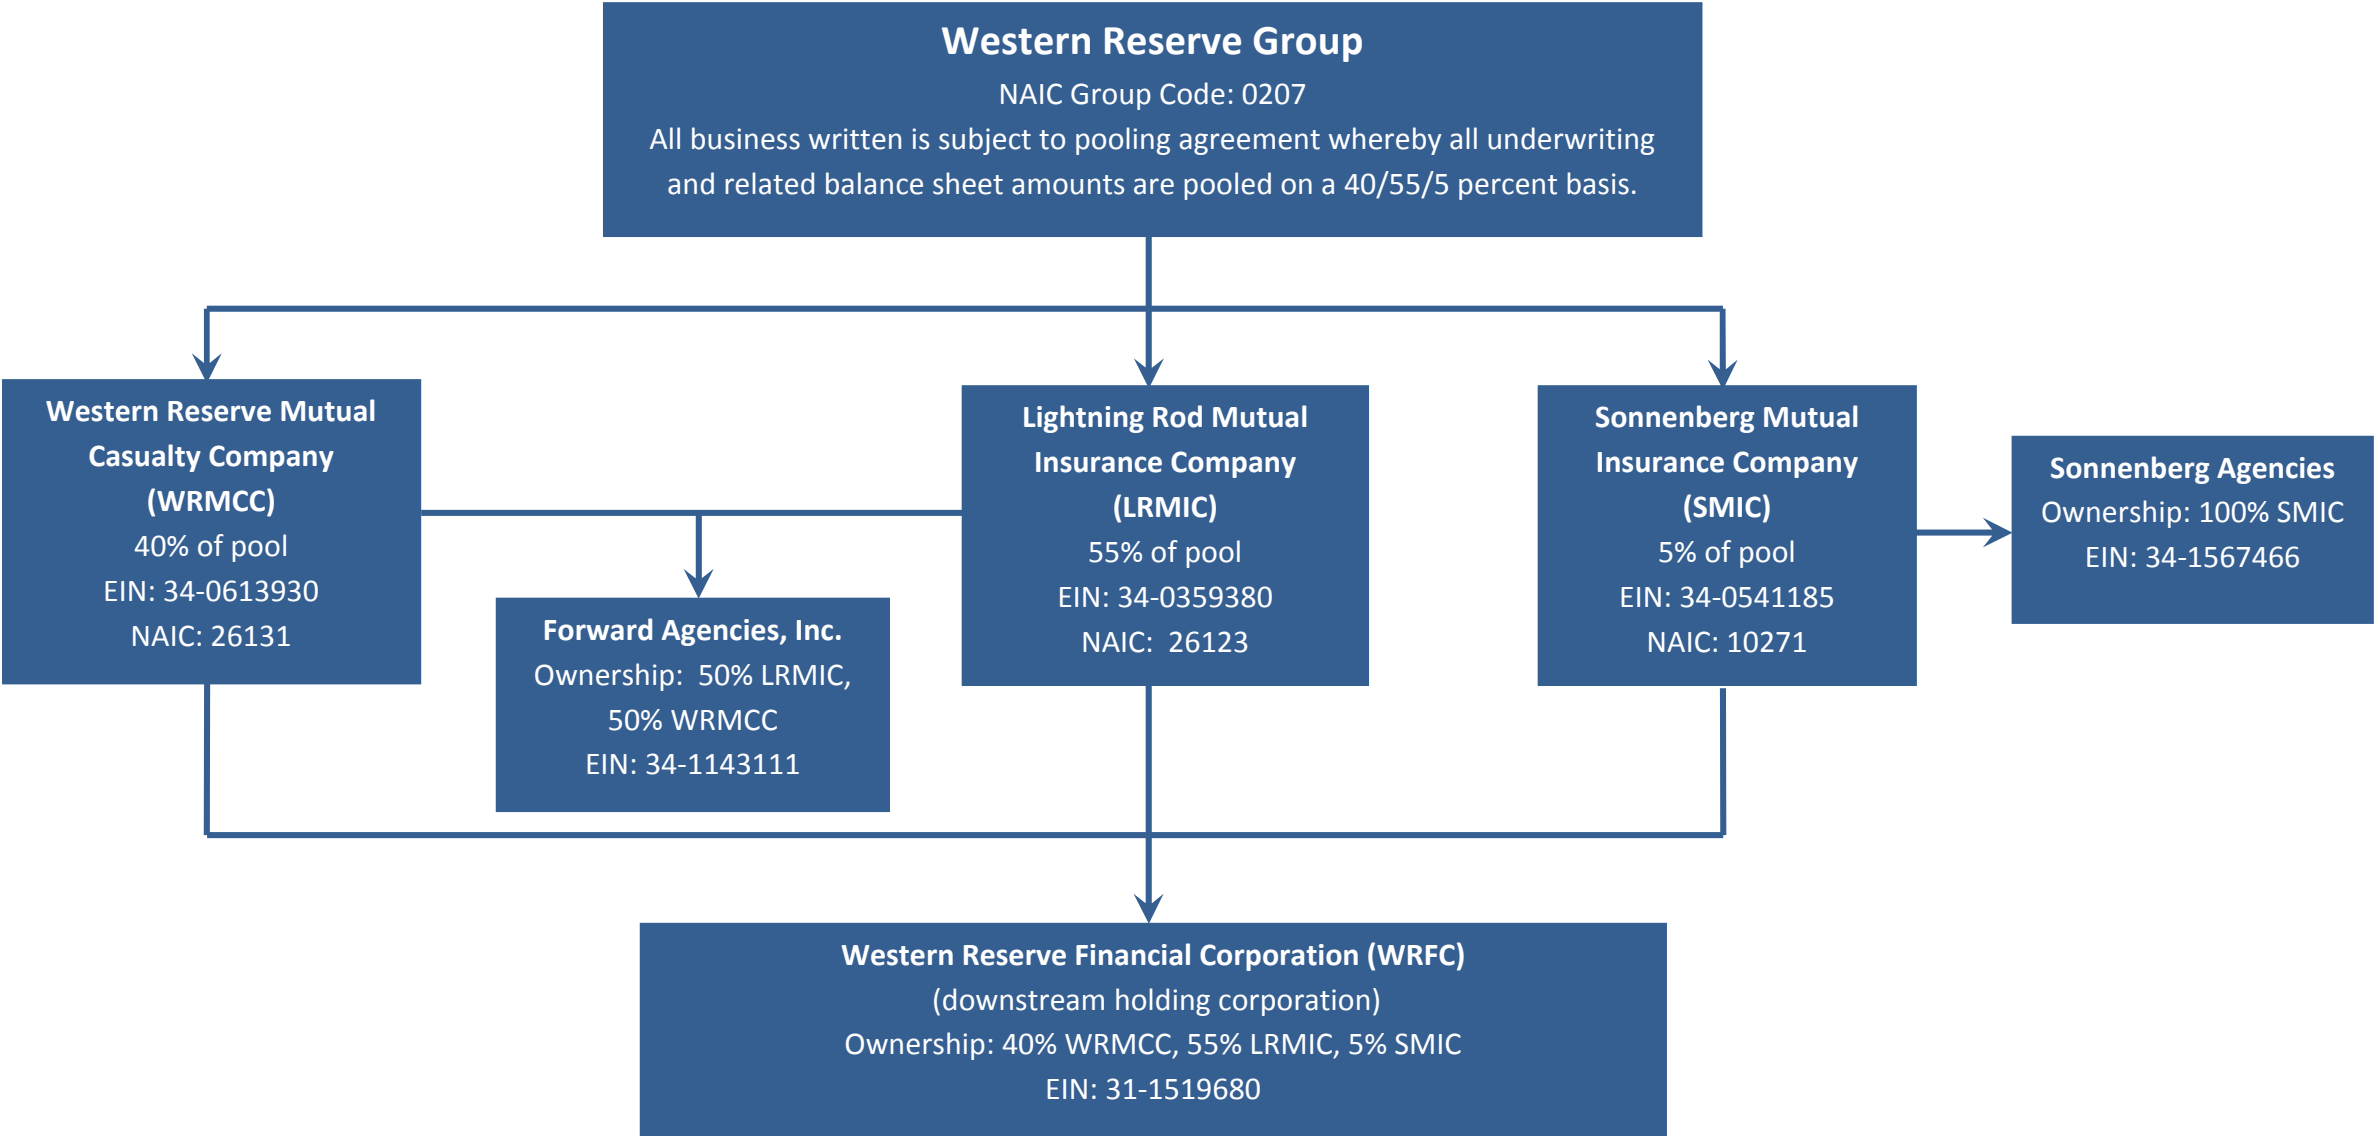 Western Reserve Group
NAIC Group Code: 0207
All business written is subject to pooling agreement whereby all underwriting
and related balance sheet amounts are pooled on a 40/55/5 percent basis.
Western Reserve Mutual
Casualty Company
(WRMCC)
40% of pool
EIN: 34-0613930
NAIC: 26131
Forward Agencies, Inc.
Ownership:  50% LRMIC,
50% WRMCC
EIN: 34-1143111
Lightning Rod Mutual
Insurance Company
(LRMIC)
55% of pool
EIN: 34-0359380
NAIC:  26123
Sonnenberg Mutual
Insurance Company
(SMIC)
5% of pool
EIN: 34-0541185
NAIC: 10271
Sonnenberg Agencies
Ownership: 100% SMIC
EIN: 34-1567466
Western Reserve Financial Corporation (WRFC)
(downstream holding corporation)
Ownership: 40% WRMCC, 55% LRMIC, 5% SMIC
EIN: 31-1519680